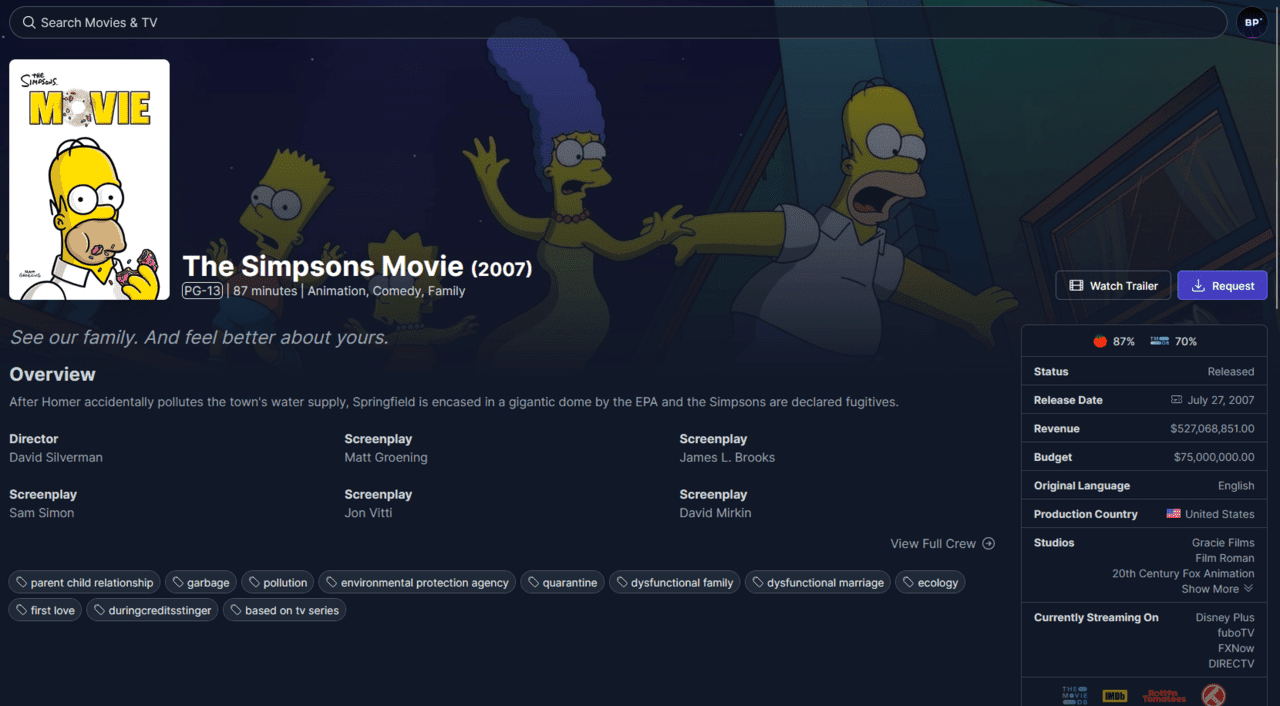 Search Movies & TV
BP
THE SIMPSONS
MOVIE
MATT GROENING
The Simpsons Movie (2007)
PG-13 | 87 minutes | Animation, Comedy, Family
Watch Trailer
Request
See our family. And feel better about yours.
Overview
After Homer accidentally pollutes the town's water supply, Springfield is encased in a gigantic dome by the EPA and the Simpsons are declared fugitives.
Director
David Silverman
Screenplay
Matt Groening
Screenplay
James L. Brooks
Screenplay
Sam Simon
Screenplay
Jon Vitti
Screenplay
David Mirkin
View Full Crew
parent child relationship
garbage
pollution
environmental protection agency
quarantine
dysfunctional family
dysfunctional marriage
ecology
first love
duringcreditsstinger
based on tv series
87% 70%
Status Released
Release Date July 27, 2007
Revenue $527,068,851.00
Budget $75,000,000.00
Original Language English
Production Country United States
Studios Gracie Films
Film Roman
20th Century Fox Animation
Show More
Currently Streaming On Disney Plus
fuboTV
FXNow
DIRECTV
THE MOVIE DB
IMDb
Rotten Tomatoes